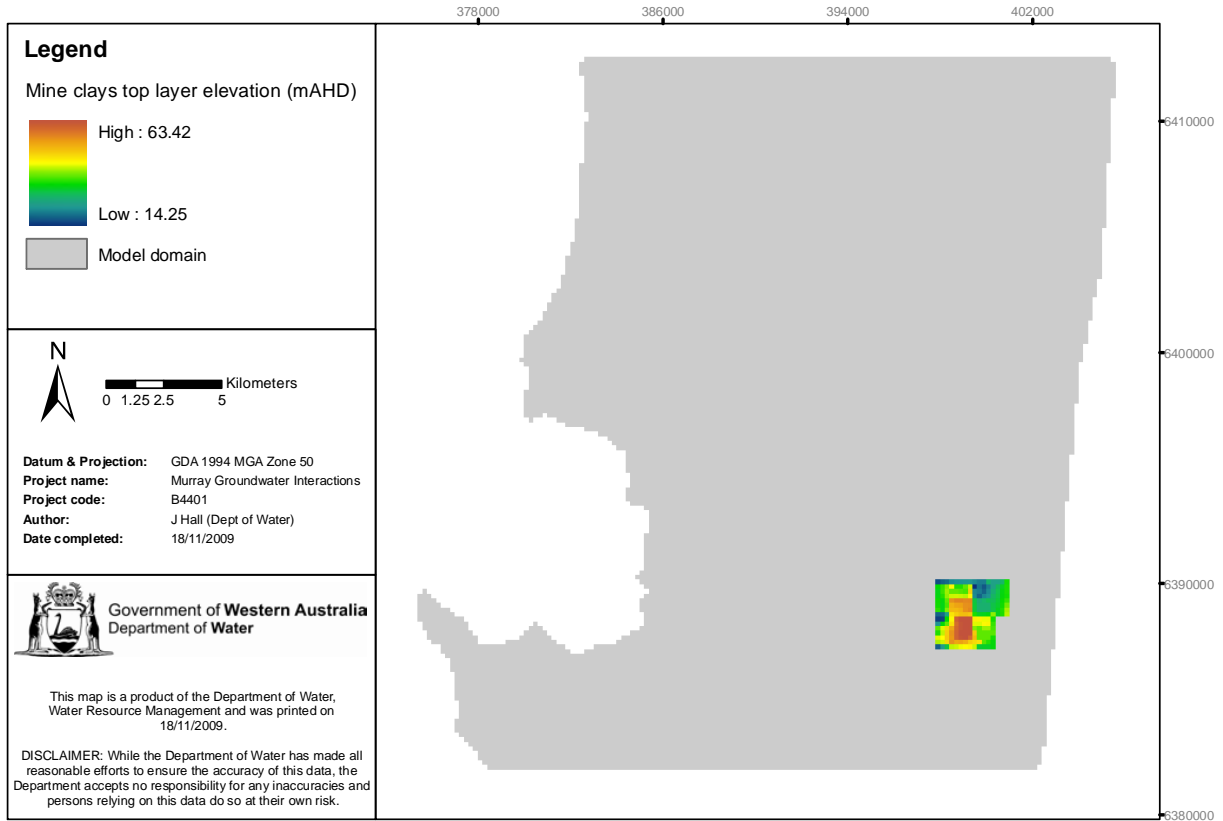 378000 386000 394000 402000
Legend
Mine clays top layer elevation (mAHD)
High : 63.42
Low : 14.25
Model domain
6410000
6400000
6390000
6380000
N
Kilometers
0 1.25 2.5 5
Datum & Projection: GDA 1994 MGA Zone 50
Project name: Murray Groundwater Interactions
Project code: B4401
Author: J Hall (Dept of Water)
Date completed: 18/11/2009
Government of Western Australia
Department of Water
This map is a product of the Department of Water,
Water Resource Management and was printed on
18/11/2009.
DISCLAIMER: While the Department of Water has made all
reasonable efforts to ensure the accuracy of this data, the
Department accepts no responsibility for any inaccuracies and
persons relying on this data do so at their own risk.